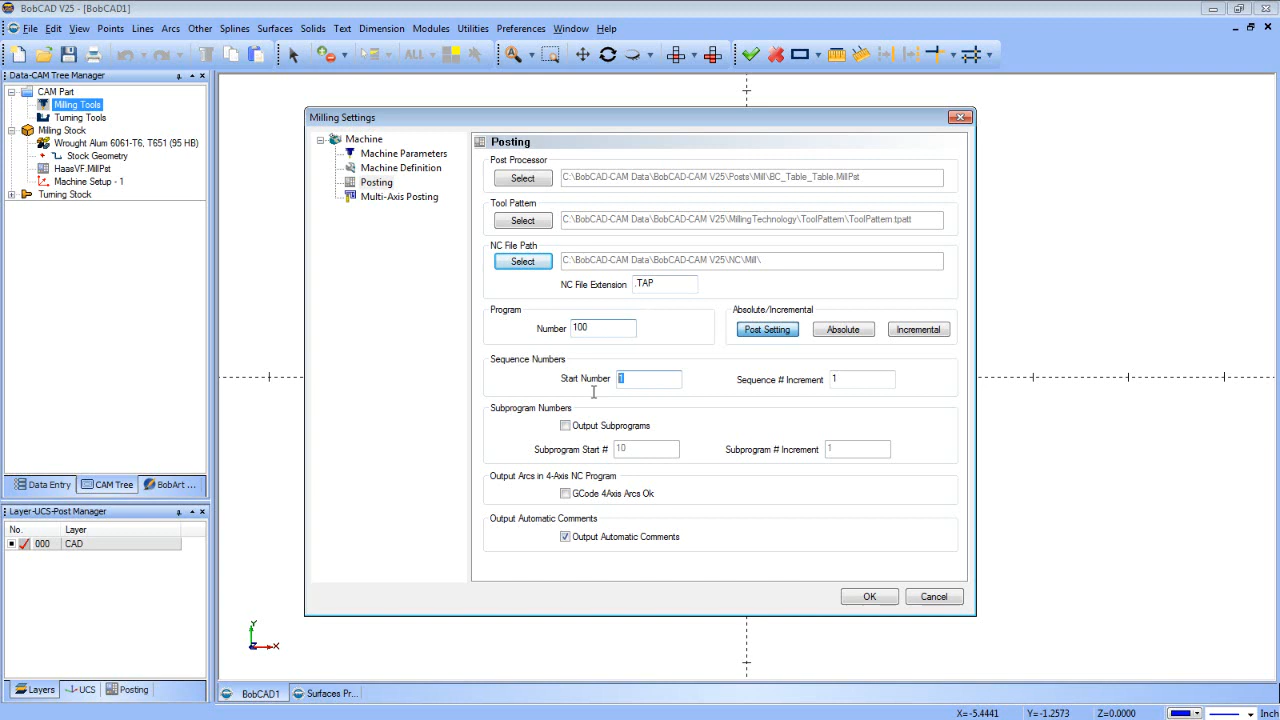 BobCAD V25 - [BobCAD1]
File Edit View Points Lines Arcs Other Splines Surfaces Solids Text Dimension Modules Utilities Preferences Window Help
ALL
Data-CAM Tree Manager
CAM Part
Milling Tools
Turning Tools
Milling Stock
Wrought Alum 6061-T6, T651 (95 HB)
Stock Geometry
HaasVF.MillPst
Machine Setup - 1
Turning Stock
Data Entry CAM Tree BobArt ...
Layer-UCS-Post Manager
No. Layer
000 CAD
Layers UCS Posting
Milling Settings
Machine
Machine Parameters
Machine Definition
Posting
Multi-Axis Posting
Posting
Post Processor
Select C:\BobCAD-CAM Data\BobCAD-CAM V25\Posts\Mill\BC_Table_Table.MillPst
Tool Pattern
Select C:\BobCAD-CAM Data\BobCAD-CAM V25\MillingTechnology\ToolPattern\ToolPattern.tpatt
NC File Path
Select C:\BobCAD-CAM Data\BobCAD-CAM V25\NC\Mill\
NC File Extension .TAP
Program Absolute/Incremental
Number 100 Post Setting Absolute Incremental
Sequence Numbers
Start Number 1 Sequence # Increment 1
Subprogram Numbers
Output Subprograms
Subprogram Start # 10 Subprogram # Increment 1
Output Arcs in 4-Axis NC Program
GCode 4Axis Arcs Ok
Output Automatic Comments
Output Automatic Comments
OK Cancel
Y
Z X
BobCAD1 Surfaces Pr...
X= -5.4441 Y= -1.2573 Z=0.0000 Inch